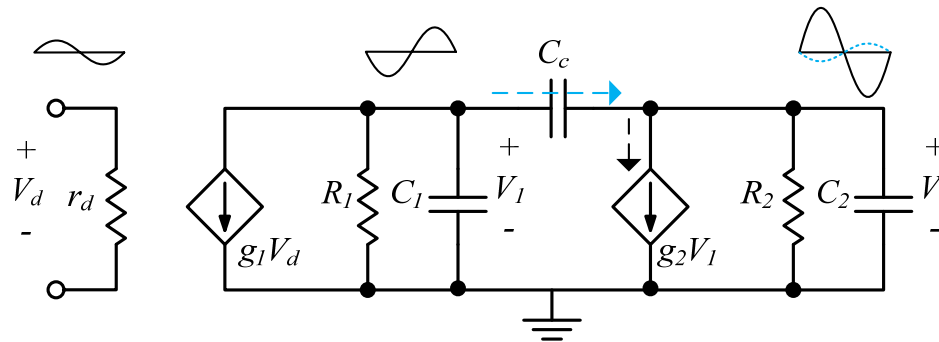 C_c
+
V_d
-
r_d
g_1V_d
R_1
C_1
+
V_1
-
g_2V_1
R_2
C_2
+
V
-